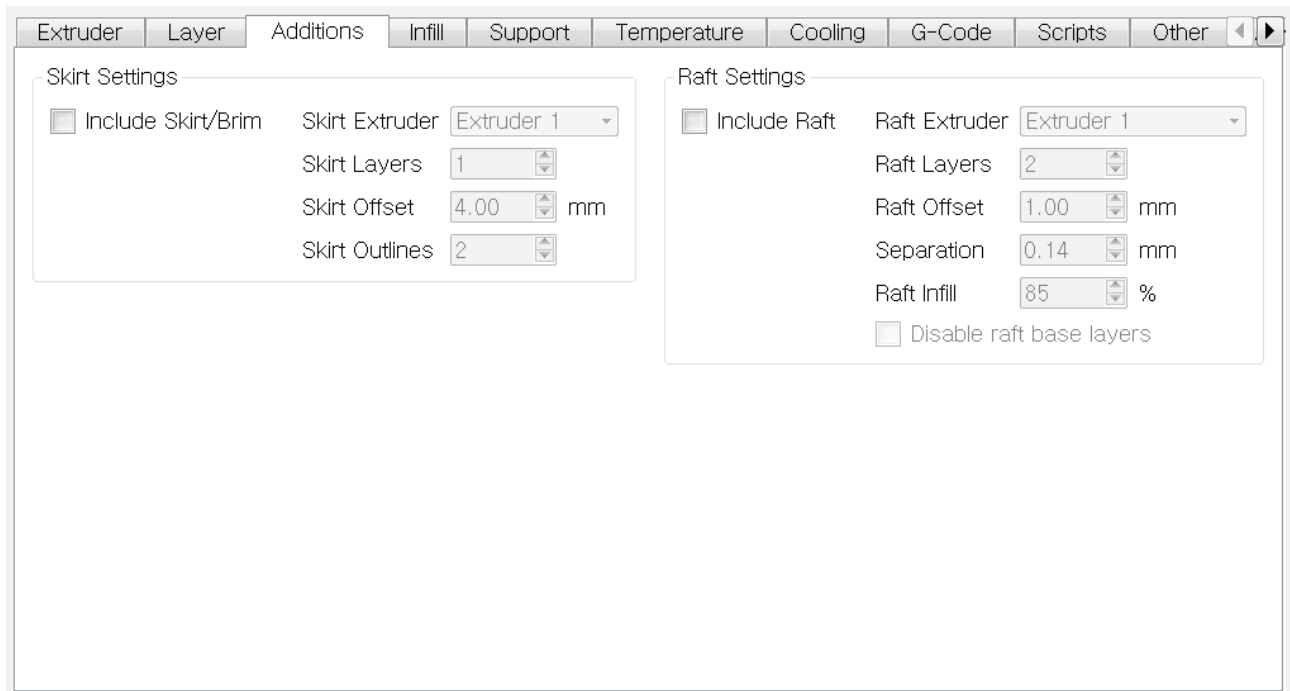 Extruder Layer Additions Infill Support Temperature Cooling G-Code Scripts Other
Skirt Settings
Include Skirt/Brim Skirt Extruder Extruder 1
Skirt Layers 1
Skirt Offset 4.00 mm
Skirt Outlines 2
Raft Settings
Include Raft Raft Extruder Extruder 1
Raft Layers 2
Raft Offset 1.00 mm
Separation 0.14 mm
Raft Infill 85 %
Disable raft base layers